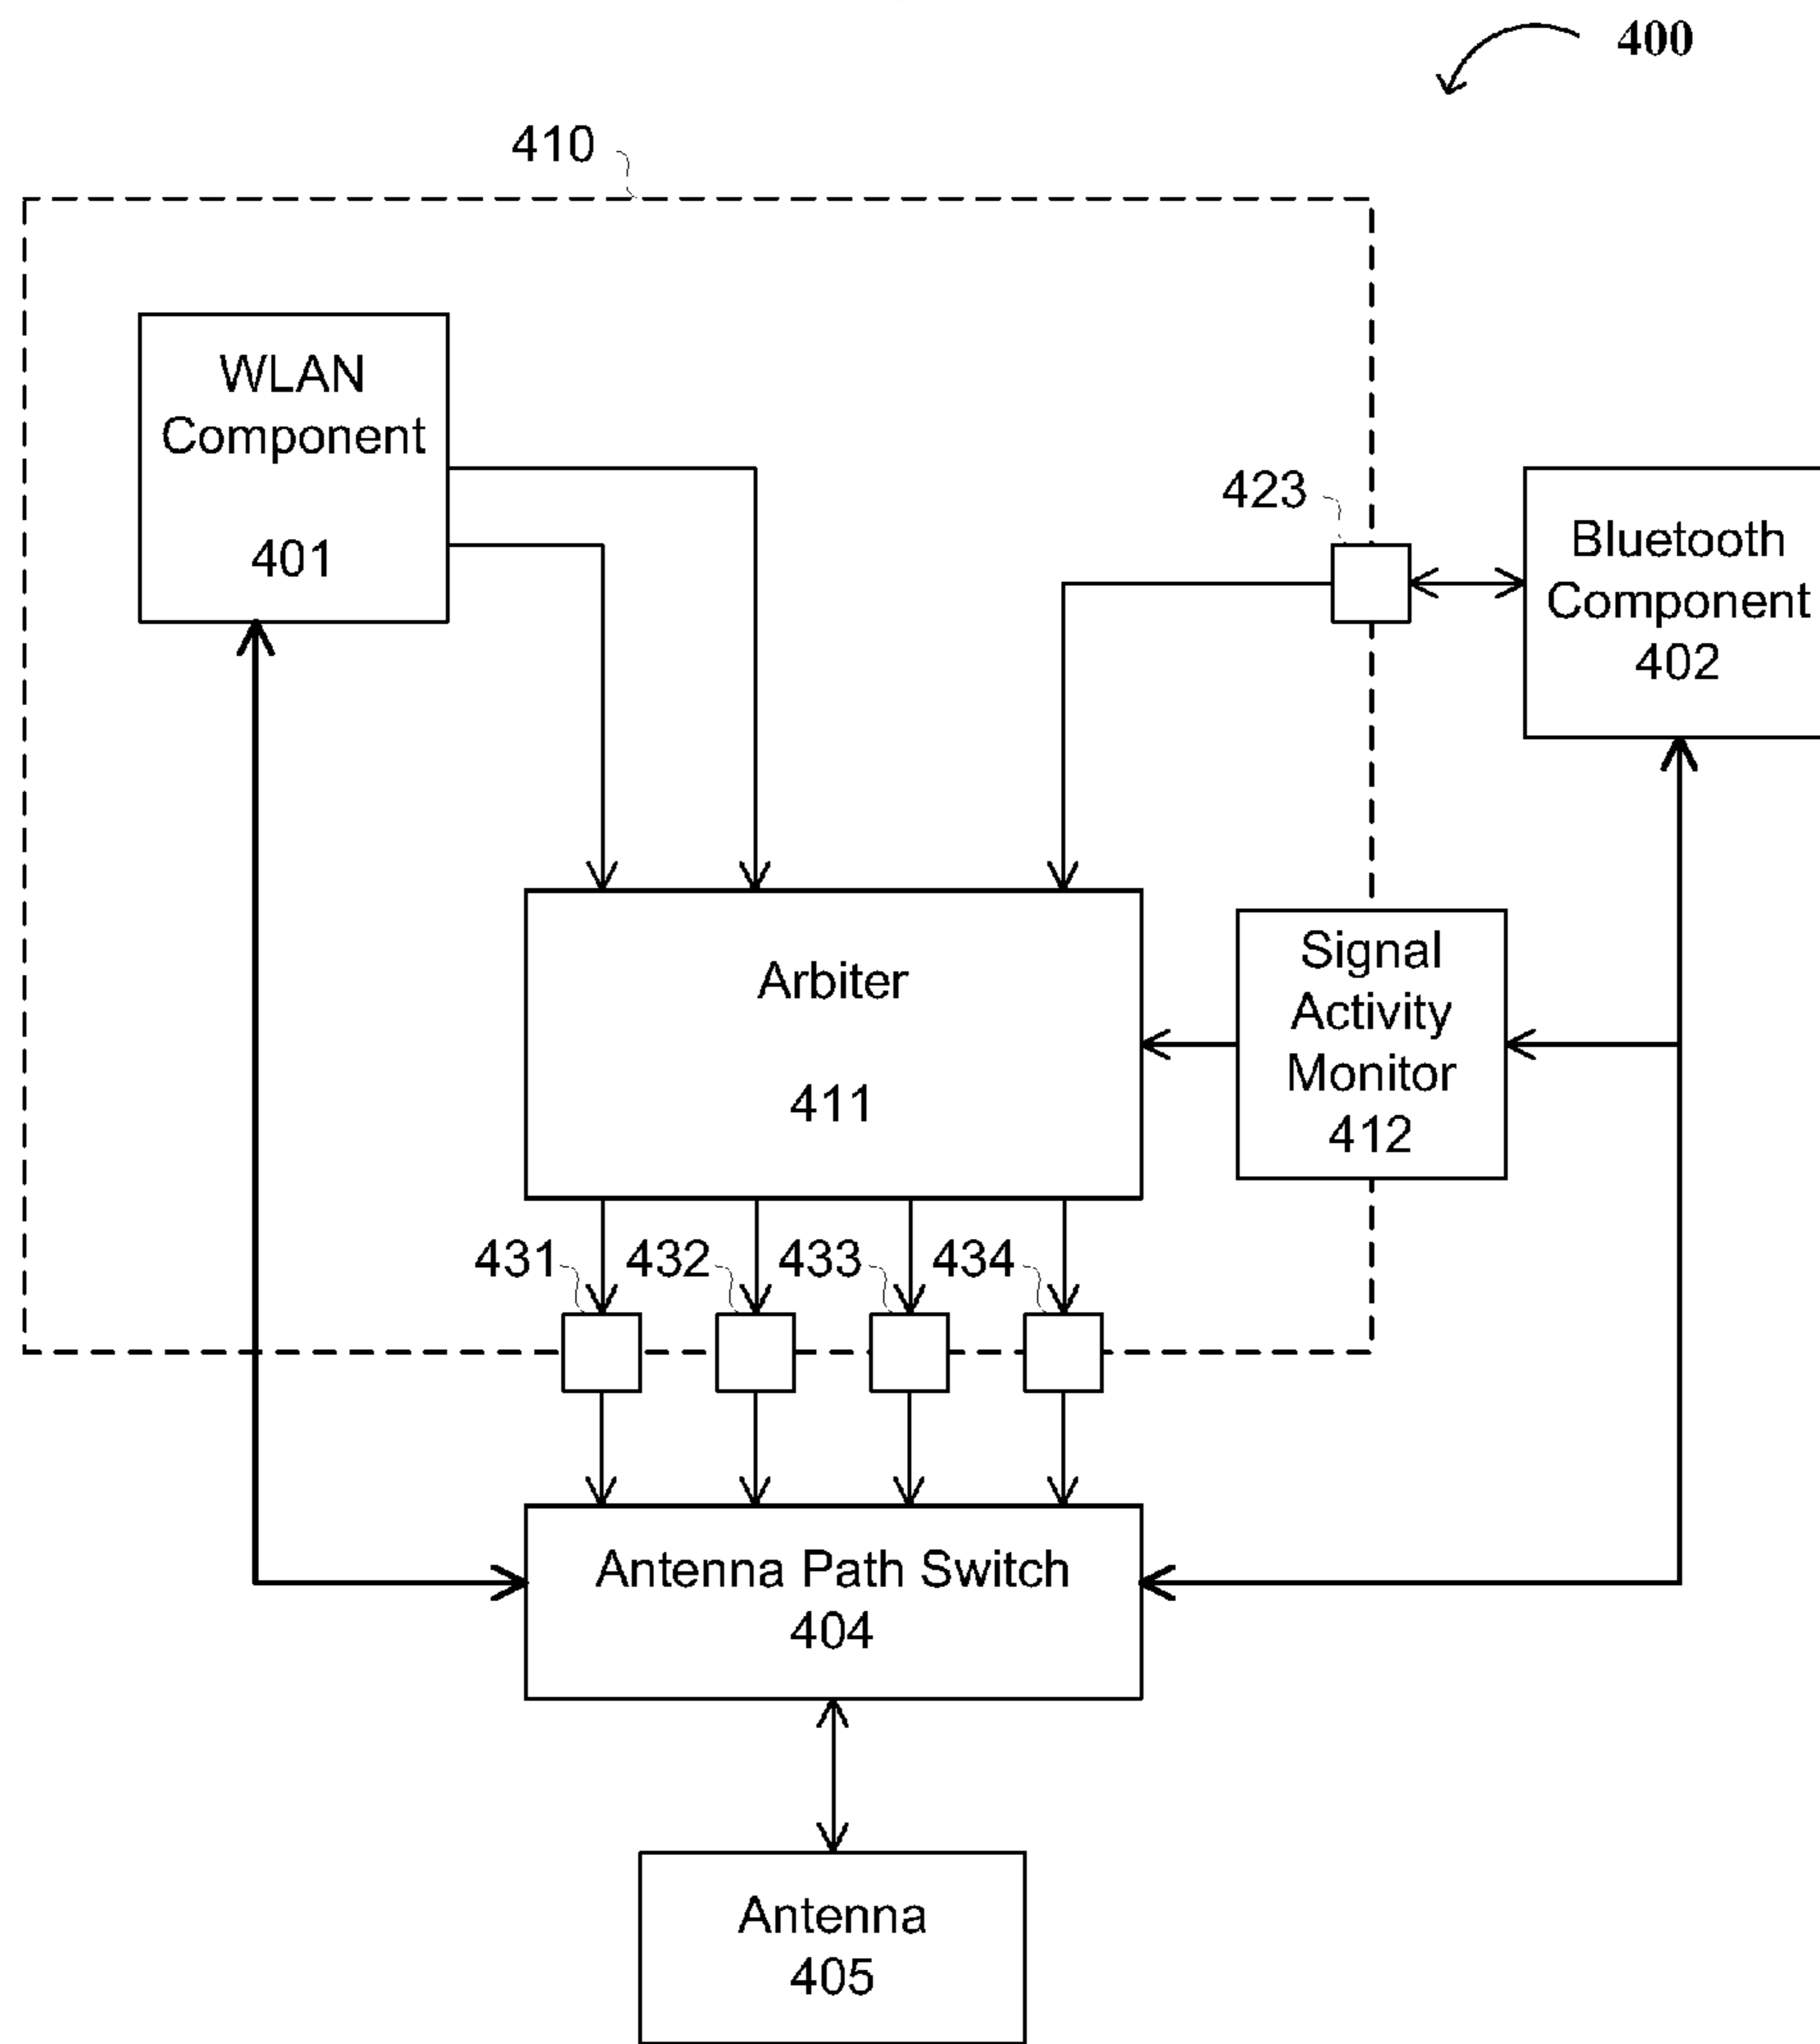 400
410
WLAN
Component
401
423
Bluetooth
Component
402
Arbiter
411
Signal
Activity
Monitor
412
431
432
433
434
Antenna Path Switch
404
Antenna
405